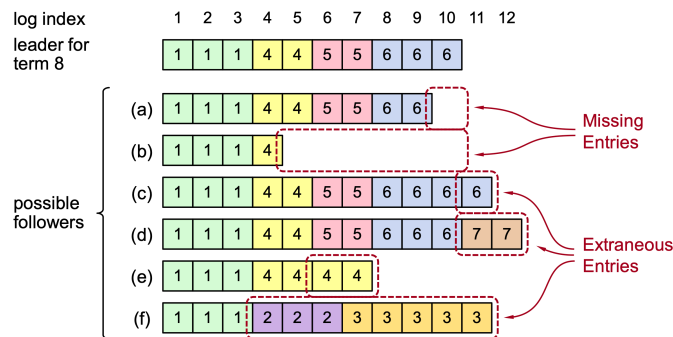 log index 1 2 3 4 5 6 7 8 9 10 11 12
leader for
term 8
1 1 1 4 4 5 5 6 6 6
(a) 1 1 1 4 4 5 5 6 6
Missing
Entries
(b) 1 1 1 4
(c) 1 1 1 4 4 5 5 6 6 6 6
possible
followers
(d) 1 1 1 4 4 5 5 6 6 6 7 7
Extraneous
Entries
(e) 1 1 1 4 4 4 4
(f) 1 1 1 2 2 2 3 3 3 3 3